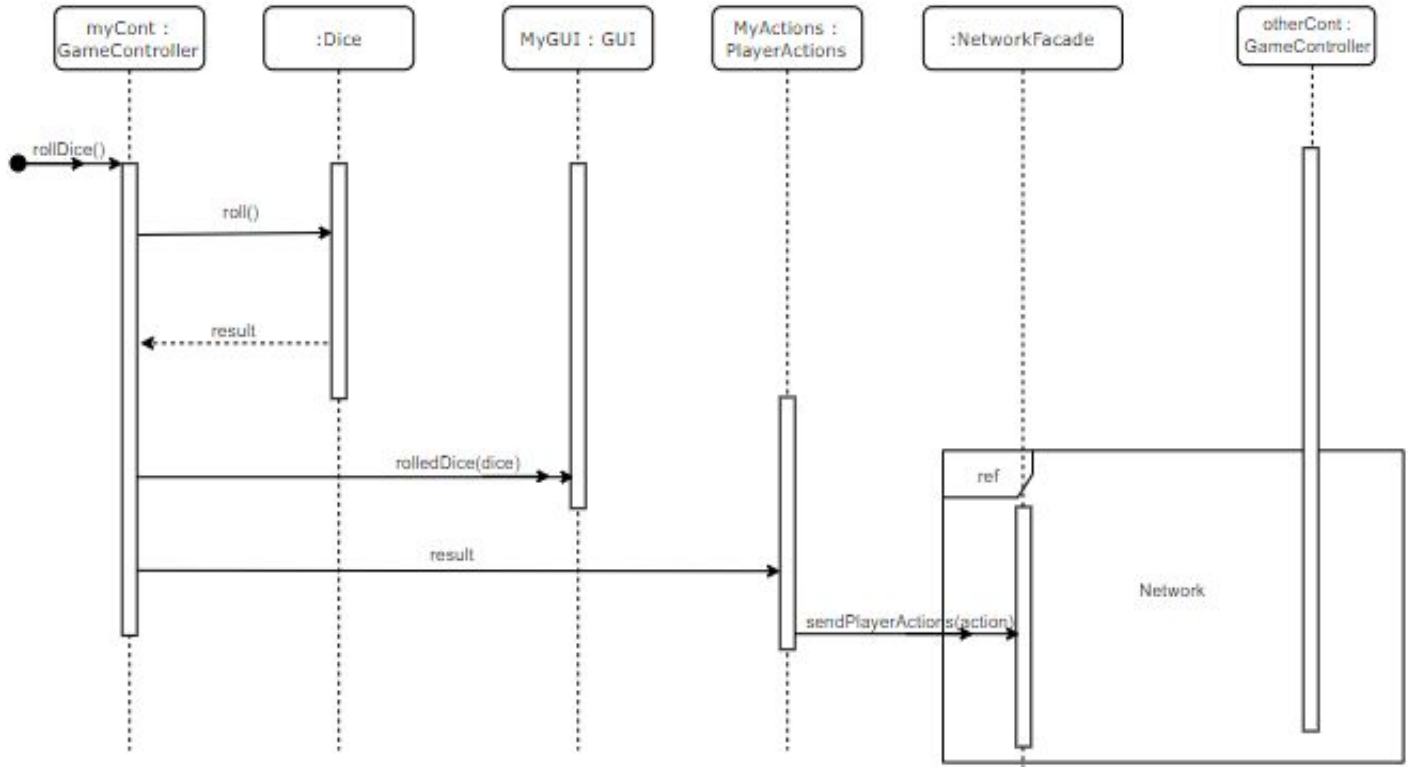 myCont :
GameController
:Dice
MyGUI : GUI
MyActions :
PlayerActions
:NetworkFacade
otherCont :
GameController
rollDice()
roll()
result
rolledDice(dice)
ref
result
Network
sendPlayerActions(action)